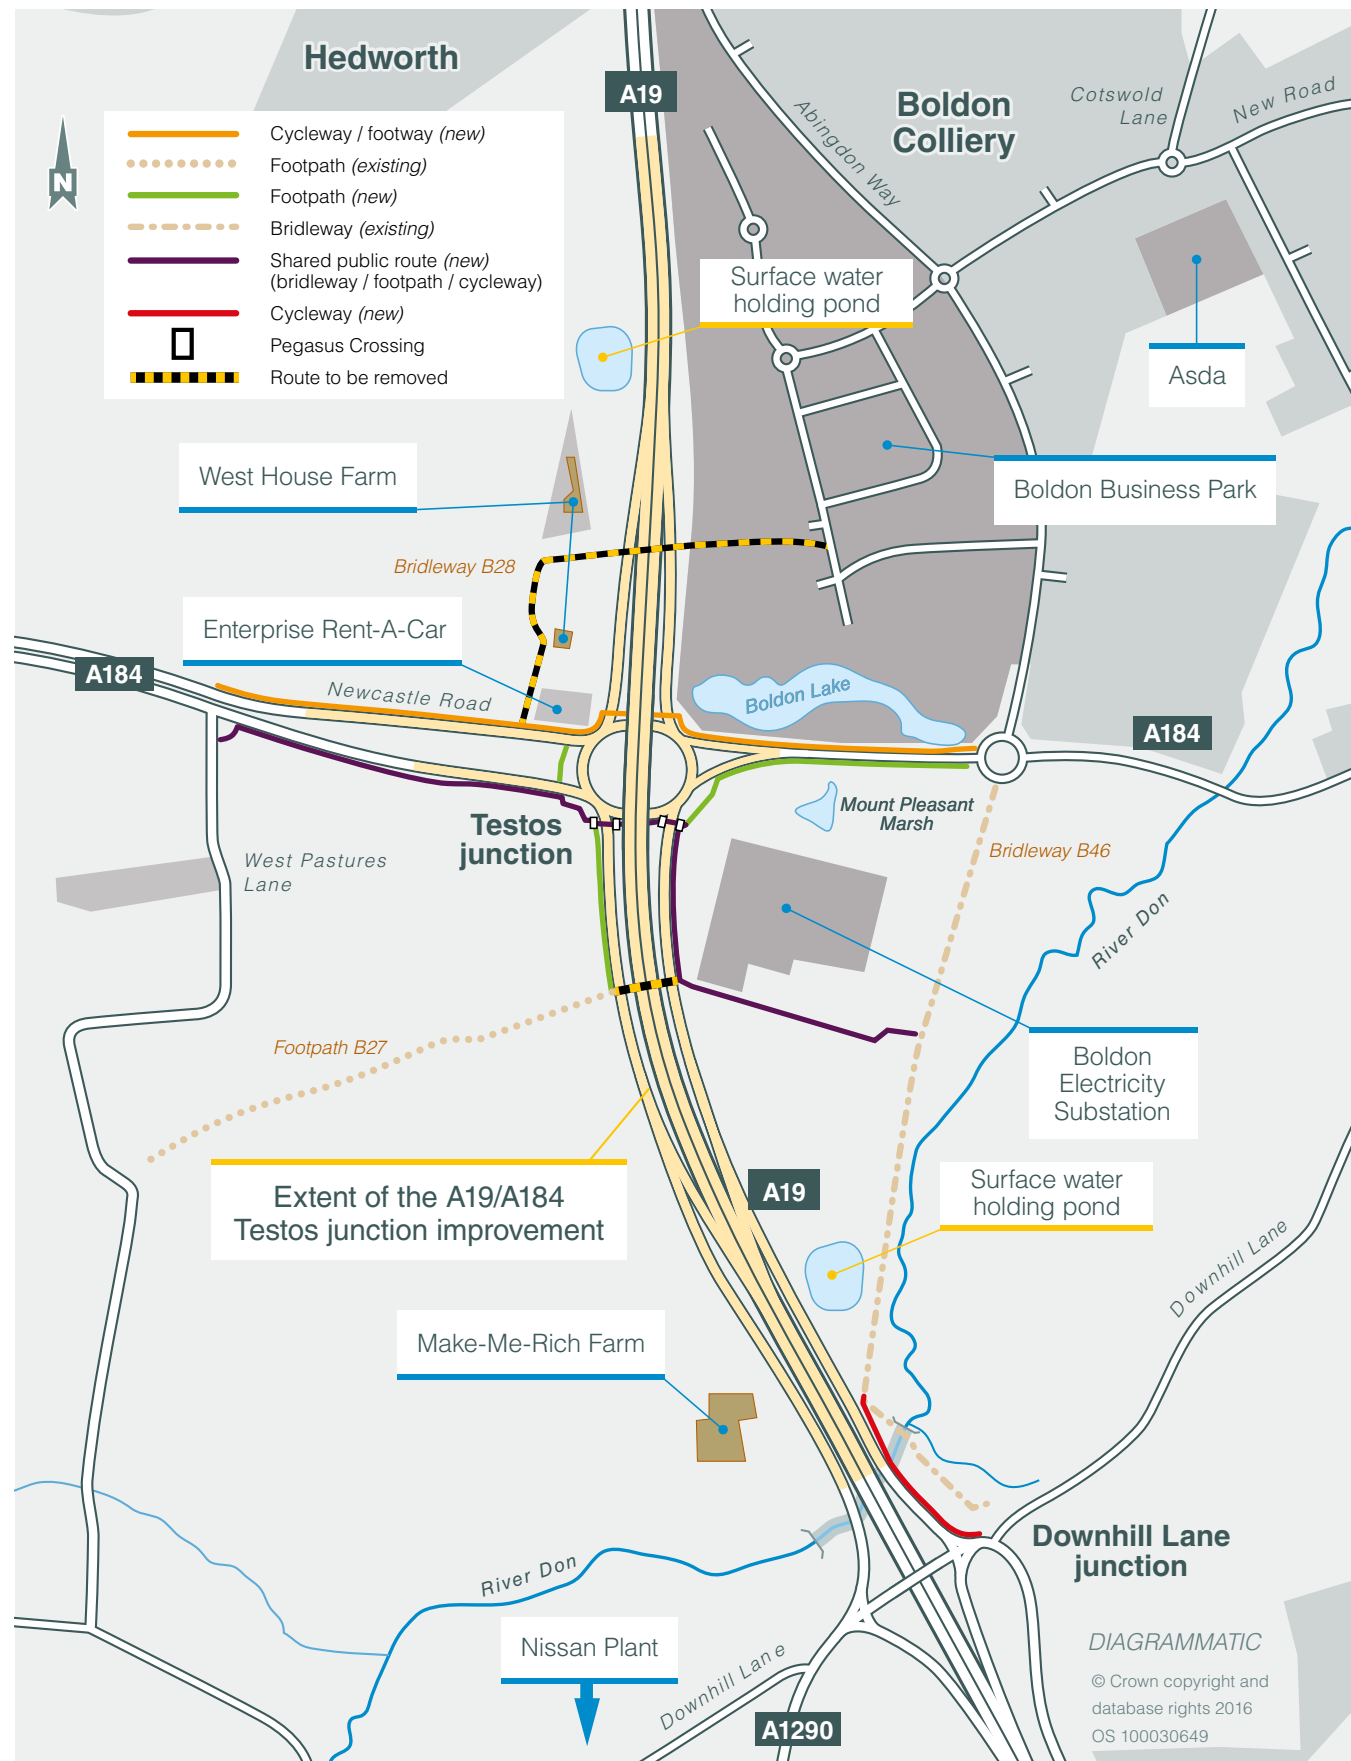 Hedworth
A19
Boldon
Colliery
Abingdon Way
Cotswold
Lane
New Road
N
Cycleway / footway (new)
Footpath (existing)
Footpath (new)
Bridleway (existing)
Shared public route (new)
(bridleway / footpath / cycleway)
Cycleway (new)
Pegasus Crossing
Route to be removed
Surface water
holding pond
Asda
West House Farm
Boldon Business Park
Bridleway B28
Enterprise Rent-A-Car
A184
Newcastle Road
Boldon Lake
A184
Mount Pleasant
Marsh
Testos
junction
Bridleway B46
West Pastures
Lane
River Don
Footpath B27
Boldon
Electricity
Substation
Extent of the A19/A184
Testos junction improvement
A19
Surface water
holding pond
Downhill Lane
Make-Me-Rich Farm
Downhill Lane
junction
River Don
Nissan Plant
Downhill Lane
A1290
DIAGRAMMATIC
© Crown copyright and
database rights 2016
OS 100030649